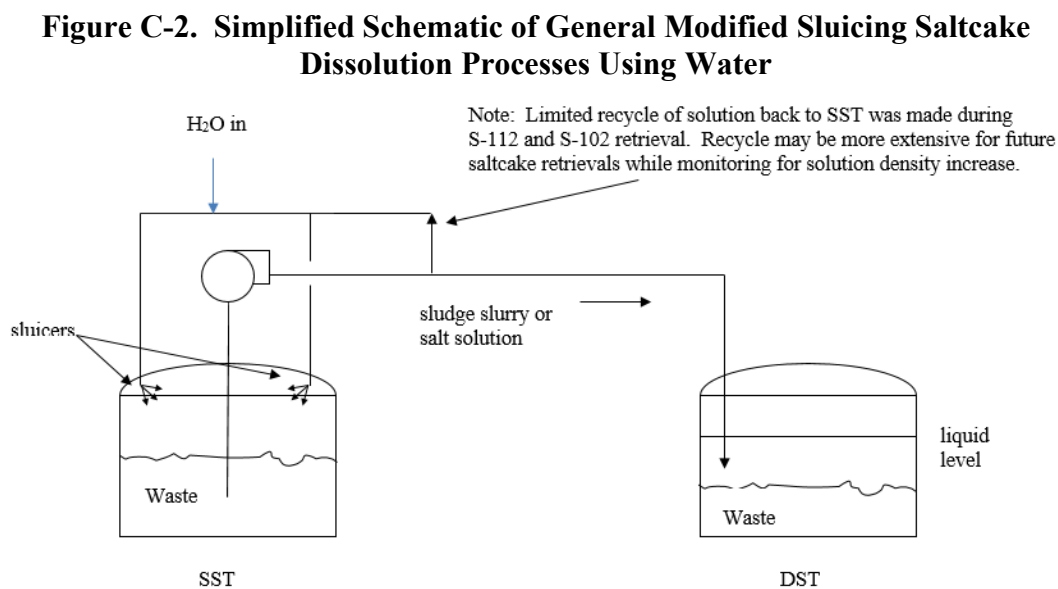 Figure C-2.  Simplified Schematic of General Modified Sluicing Saltcake
Dissolution Processes Using Water
H₂O in
Note:  Limited recycle of solution back to SST was made during
S-112 and S-102 retrieval.  Recycle may be more extensive for future
saltcake retrievals while monitoring for solution density increase.
sluicers
sludge slurry or
salt solution
liquid
level
Waste
Waste
SST
DST